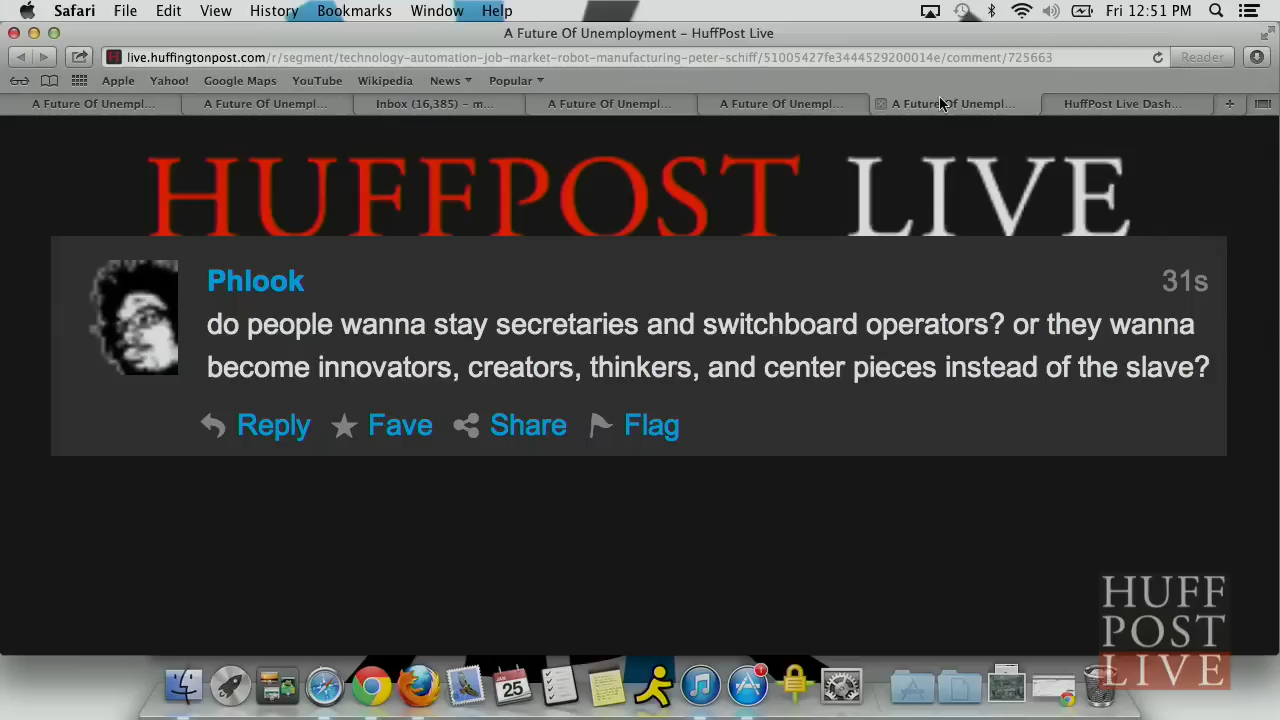 Safari File Edit View History Bookmarks Window Help Fri 12:51 PM
A Future Of Unemployment – HuffPost Live
live.huffingtonpost.com/r/segment/technology-automation-job-market-robot-manufacturing-peter-schiff/51005427fe3444529200014e/comment/725663 Reader
Apple Yahoo! Google Maps YouTube Wikipedia News Popular
A Future Of Unempl... A Future Of Unempl... Inbox (16,385) – m... A Future Of Unempl... A Future Of Unempl... A Future Of Unempl... HuffPost Live Dash...
HUFFPOST LIVE
Phlook 31s
do people wanna stay secretaries and switchboard operators? or they wanna
become innovators, creators, thinkers, and center pieces instead of the slave?
Reply Fave Share Flag
HUFF
POST
LIVE
JAN
25
1